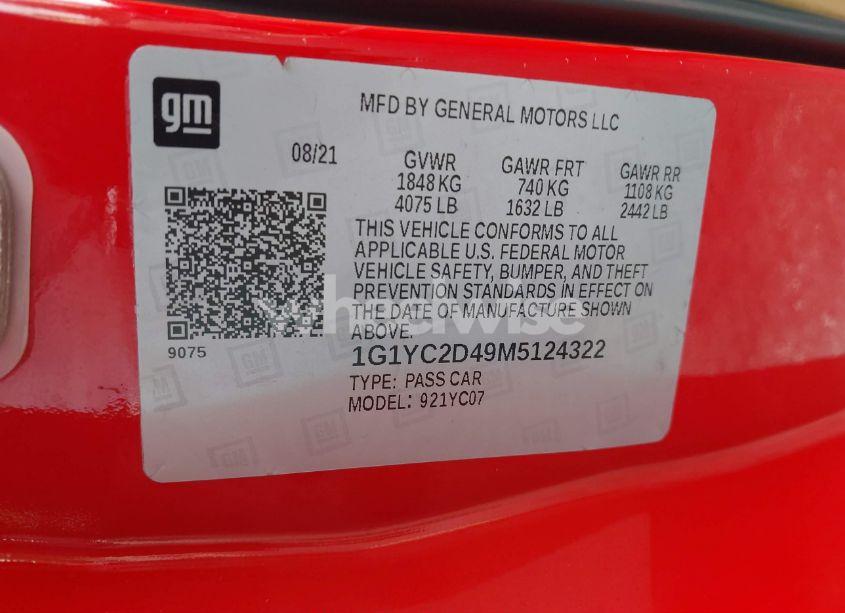 gm
MFD BY GENERAL MOTORS LLC
08/21
GVWR
1848 KG
4075 LB
GAWR FRT
740 KG
1632 LB
GAWR RR
1108 KG
2442 LB
THIS VEHICLE CONFORMS TO ALL
APPLICABLE U.S. FEDERAL MOTOR
VEHICLE SAFETY, BUMPER, AND THEFT
PREVENTION STANDARDS IN EFFECT ON
THE DATE OF MANUFACTURE SHOWN
ABOVE.
9075
1G1YC2D49M5124322
TYPE: PASS CAR
MODEL: 921YC07
wheelwise